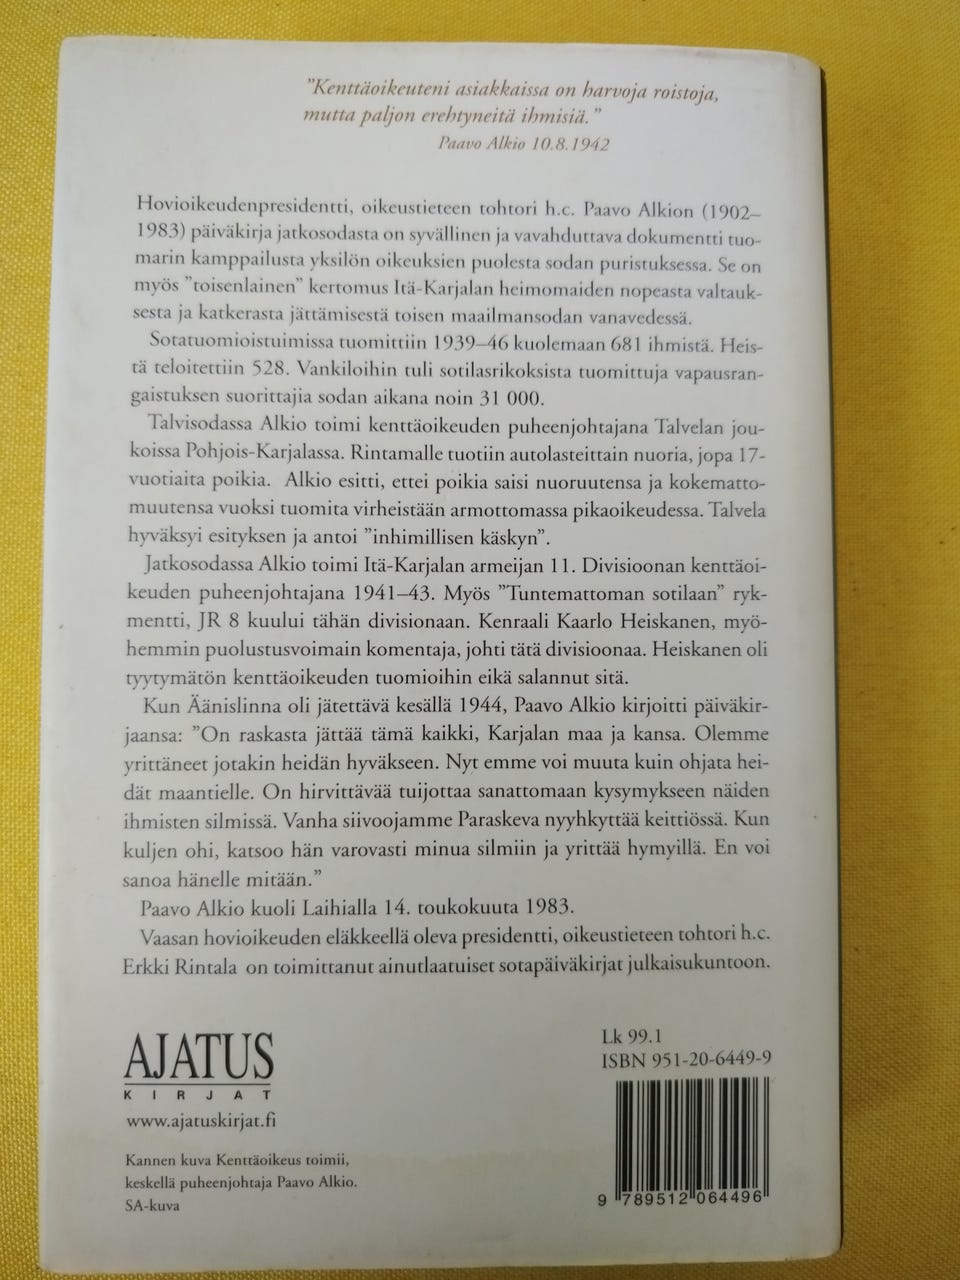 "Kenttäoikeuteni asiakkaissa on harvoja roistoja,
mutta paljon erehtyneitä ihmisiä."
Paavo Alkio 10.8.1942
Hovioikeudenpresidentti, oikeustieteen tohtori h.c. Paavo Alkion (1902–
1983) päiväkirja jatkosodasta on syvällinen ja vavahduttava dokumentti tuo-
marin kamppailusta yksilön oikeuksien puolesta sodan puristuksessa. Se on
myös "toisenlainen" kertomus Itä-Karjalan heimomaiden nopeasta valtauk-
sesta ja katkerasta jättämisestä toisen maailmansodan vanavedessä.
Sotatuomioistuimissa tuomittiin 1939–46 kuolemaan 681 ihmistä. Heis-
tä teloitettiin 528. Vankiloihin tuli sotilasrikoksista tuomittuja vapausran-
gaistuksen suorittajia sodan aikana noin 31 000.
Talvisodassa Alkio toimi kenttäoikeuden puheenjohtajana Talvelan jou-
koissa Pohjois-Karjalassa. Rintamalle tuotiin autolasteittain nuoria, jopa 17-
vuotiaita poikia. Alkio esitti, ettei poikia saisi nuoruutensa ja kokematto-
muutensa vuoksi tuomita virheistään armottomassa pikaoikeudessa. Talvela
hyväksyi esityksen ja antoi "inhimillisen käskyn".
Jatkosodassa Alkio toimi Itä-Karjalan armeijan 11. Divisioonan kenttäoi-
keuden puheenjohtajana 1941–43. Myös "Tuntemattoman sotilaan" ryk-
mentti, JR 8 kuului tähän divisionaan. Kenraali Kaarlo Heiskanen, myö-
hemmin puolustusvoimain komentaja, johti tätä divisioonaa. Heiskanen oli
tyytymätön kenttäoikeuden tuomioihin eikä salannut sitä.
Kun Äänislinna oli jätettävä kesällä 1944, Paavo Alkio kirjoitti päiväkir-
jaansa: "On raskasta jättää tämä kaikki, Karjalan maa ja kansa. Olemme
yrittäneet jotakin heidän hyväkseen. Nyt emme voi muuta kuin ohjata hei-
dät maantielle. On hirvittävää tuijottaa sanattomaan kysymykseen näiden
ihmisten silmissä. Vanha siivoojamme Paraskeva nyyhkyttää keittiössä. Kun
kuljen ohi, katsoo hän varovasti minua silmiin ja yrittää hymyillä. En voi
sanoa hänelle mitään."
Paavo Alkio kuoli Laihialla 14. toukokuuta 1983.
Vaasan hovioikeuden eläkkeellä oleva presidentti, oikeustieteen tohtori h.c.
Erkki Rintala on toimittanut ainutlaatuiset sotapäiväkirjat julkaisukuntoon.
AJATUS
KIRJAT
www.ajatuskirjat.fi
Kannen kuva Kenttäoikeus toimii,
keskellä puheenjohtaja Paavo Alkio.
SA-kuva
Lk 99.1
ISBN 951-20-6449-9
9 789512 064496